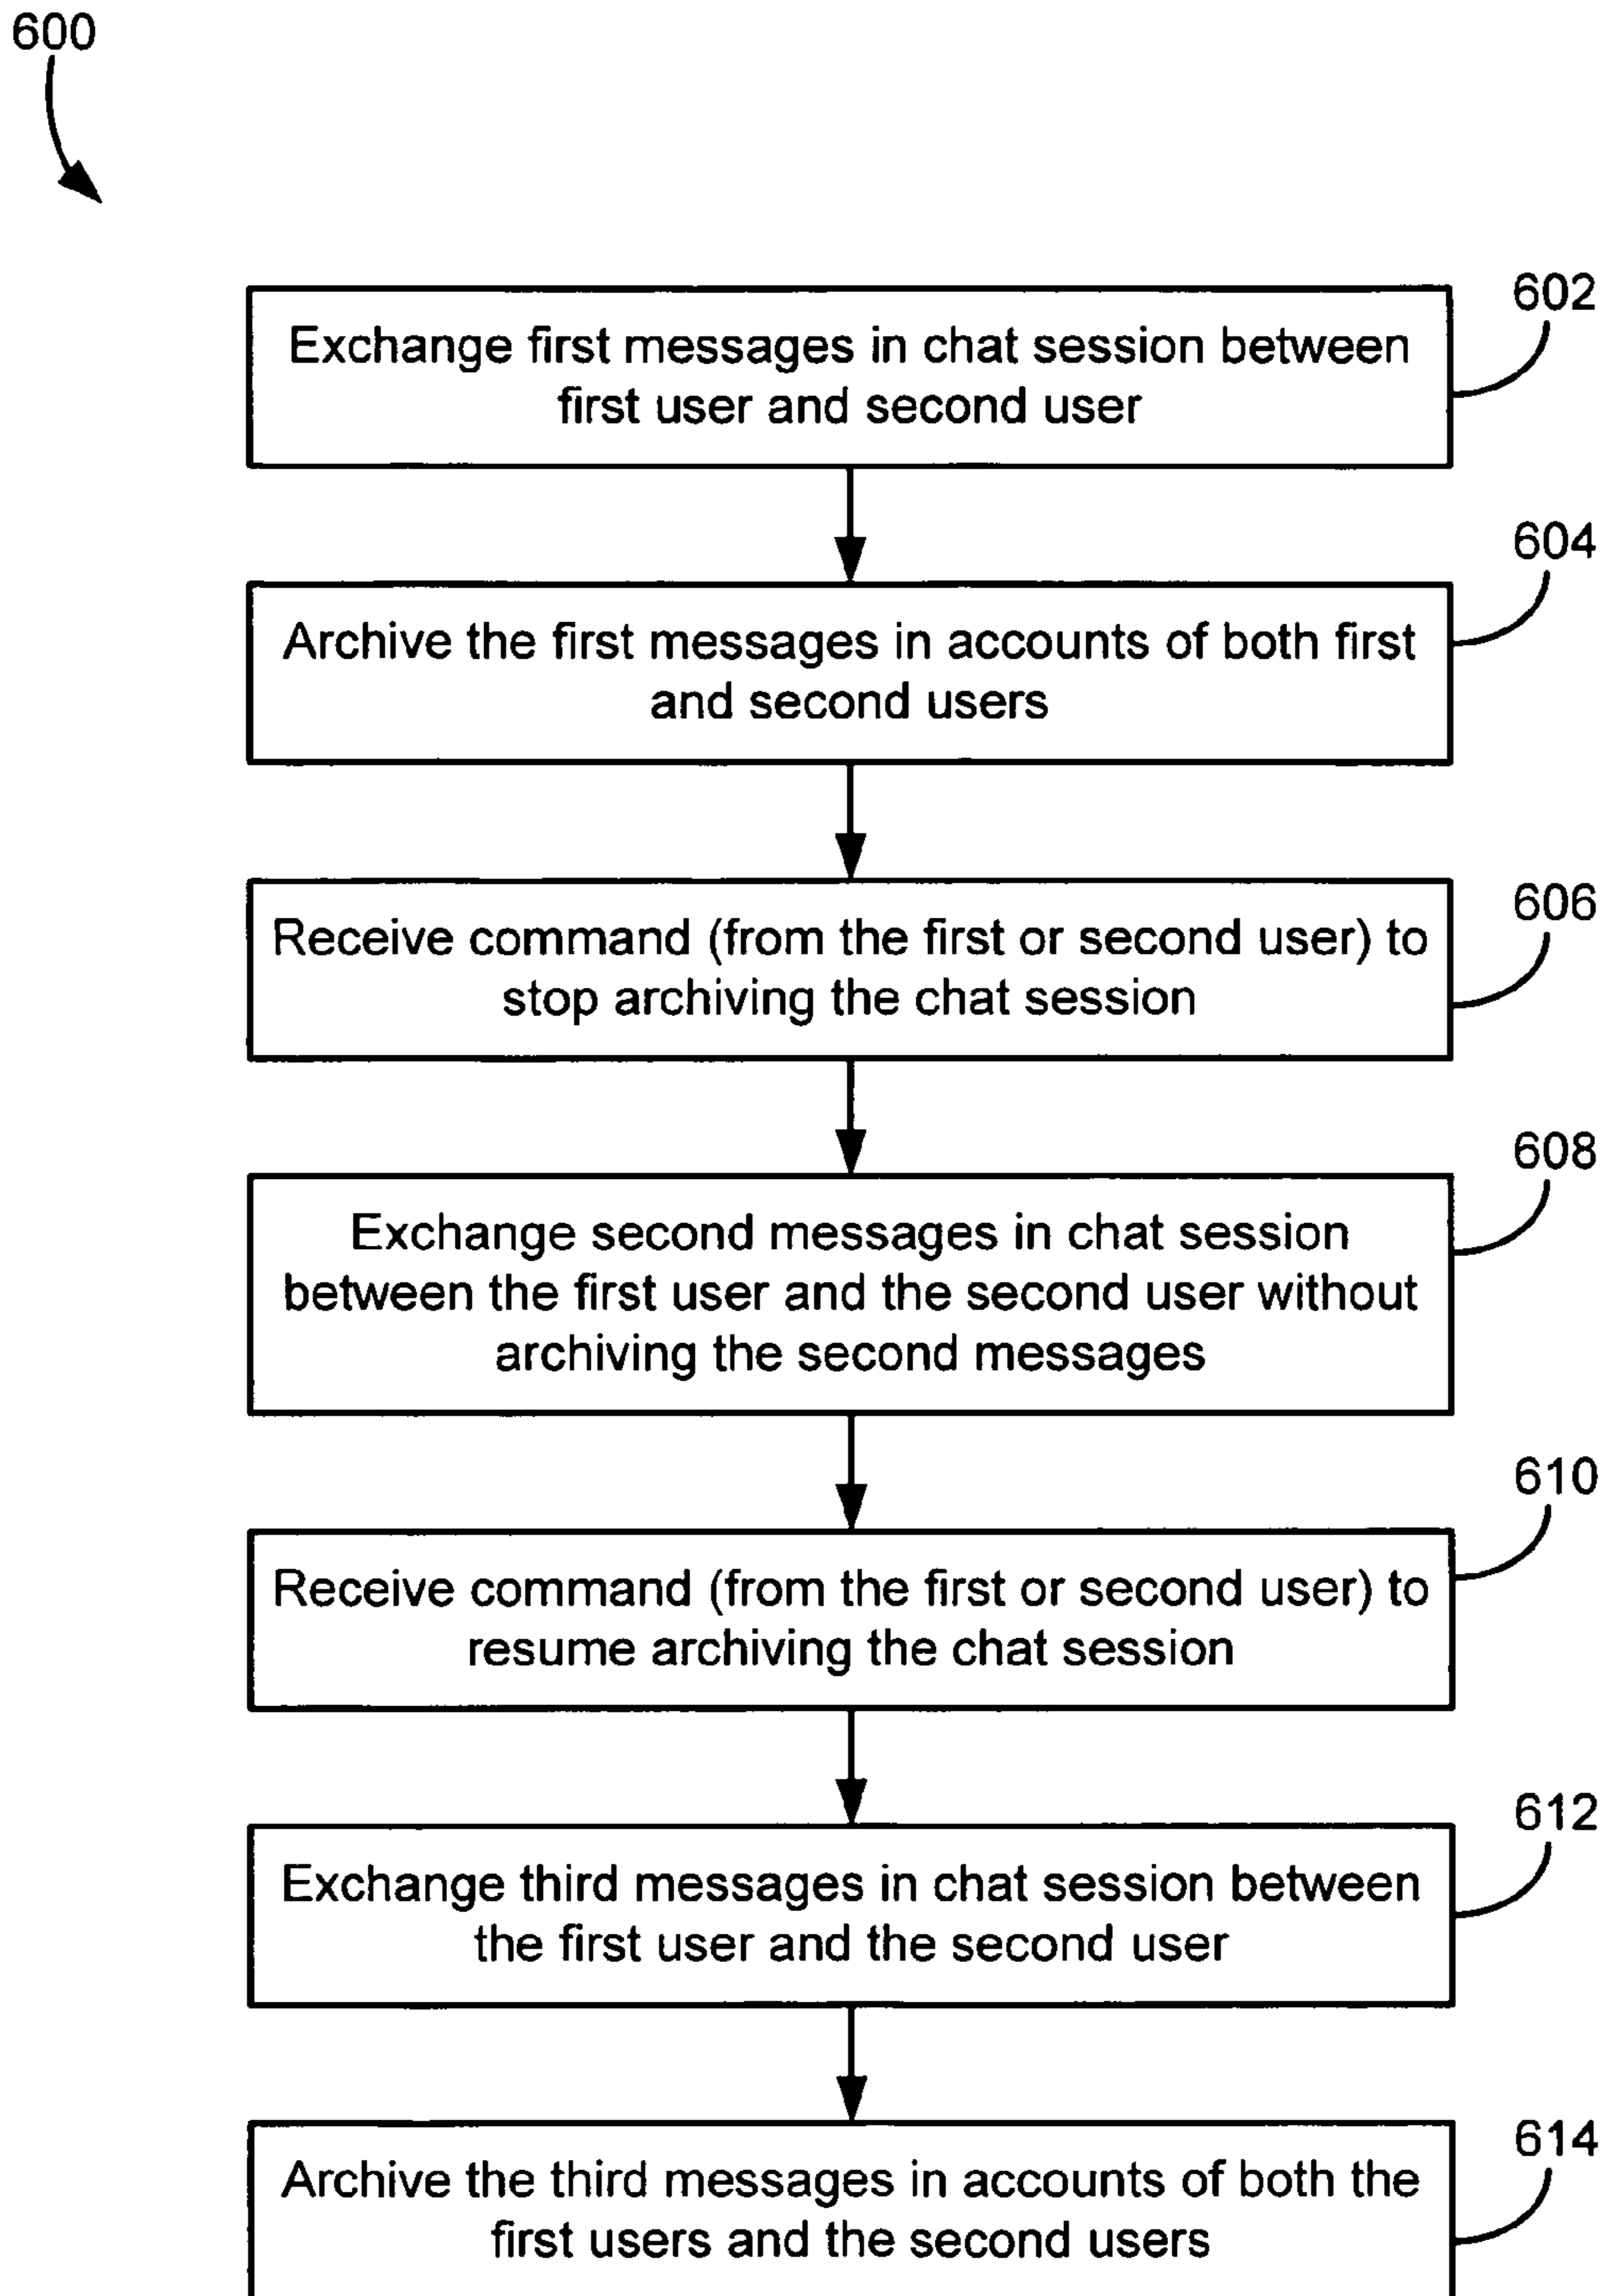 600
602
Exchange first messages in chat session between
first user and second user
604
Archive the first messages in accounts of both first
and second users
606
Receive command (from the first or second user) to
stop archiving the chat session
608
Exchange second messages in chat session
between the first user and the second user without
archiving the second messages
610
Receive command (from the first or second user) to
resume archiving the chat session
612
Exchange third messages in chat session between
the first user and the second user
614
Archive the third messages in accounts of both the
first users and the second users